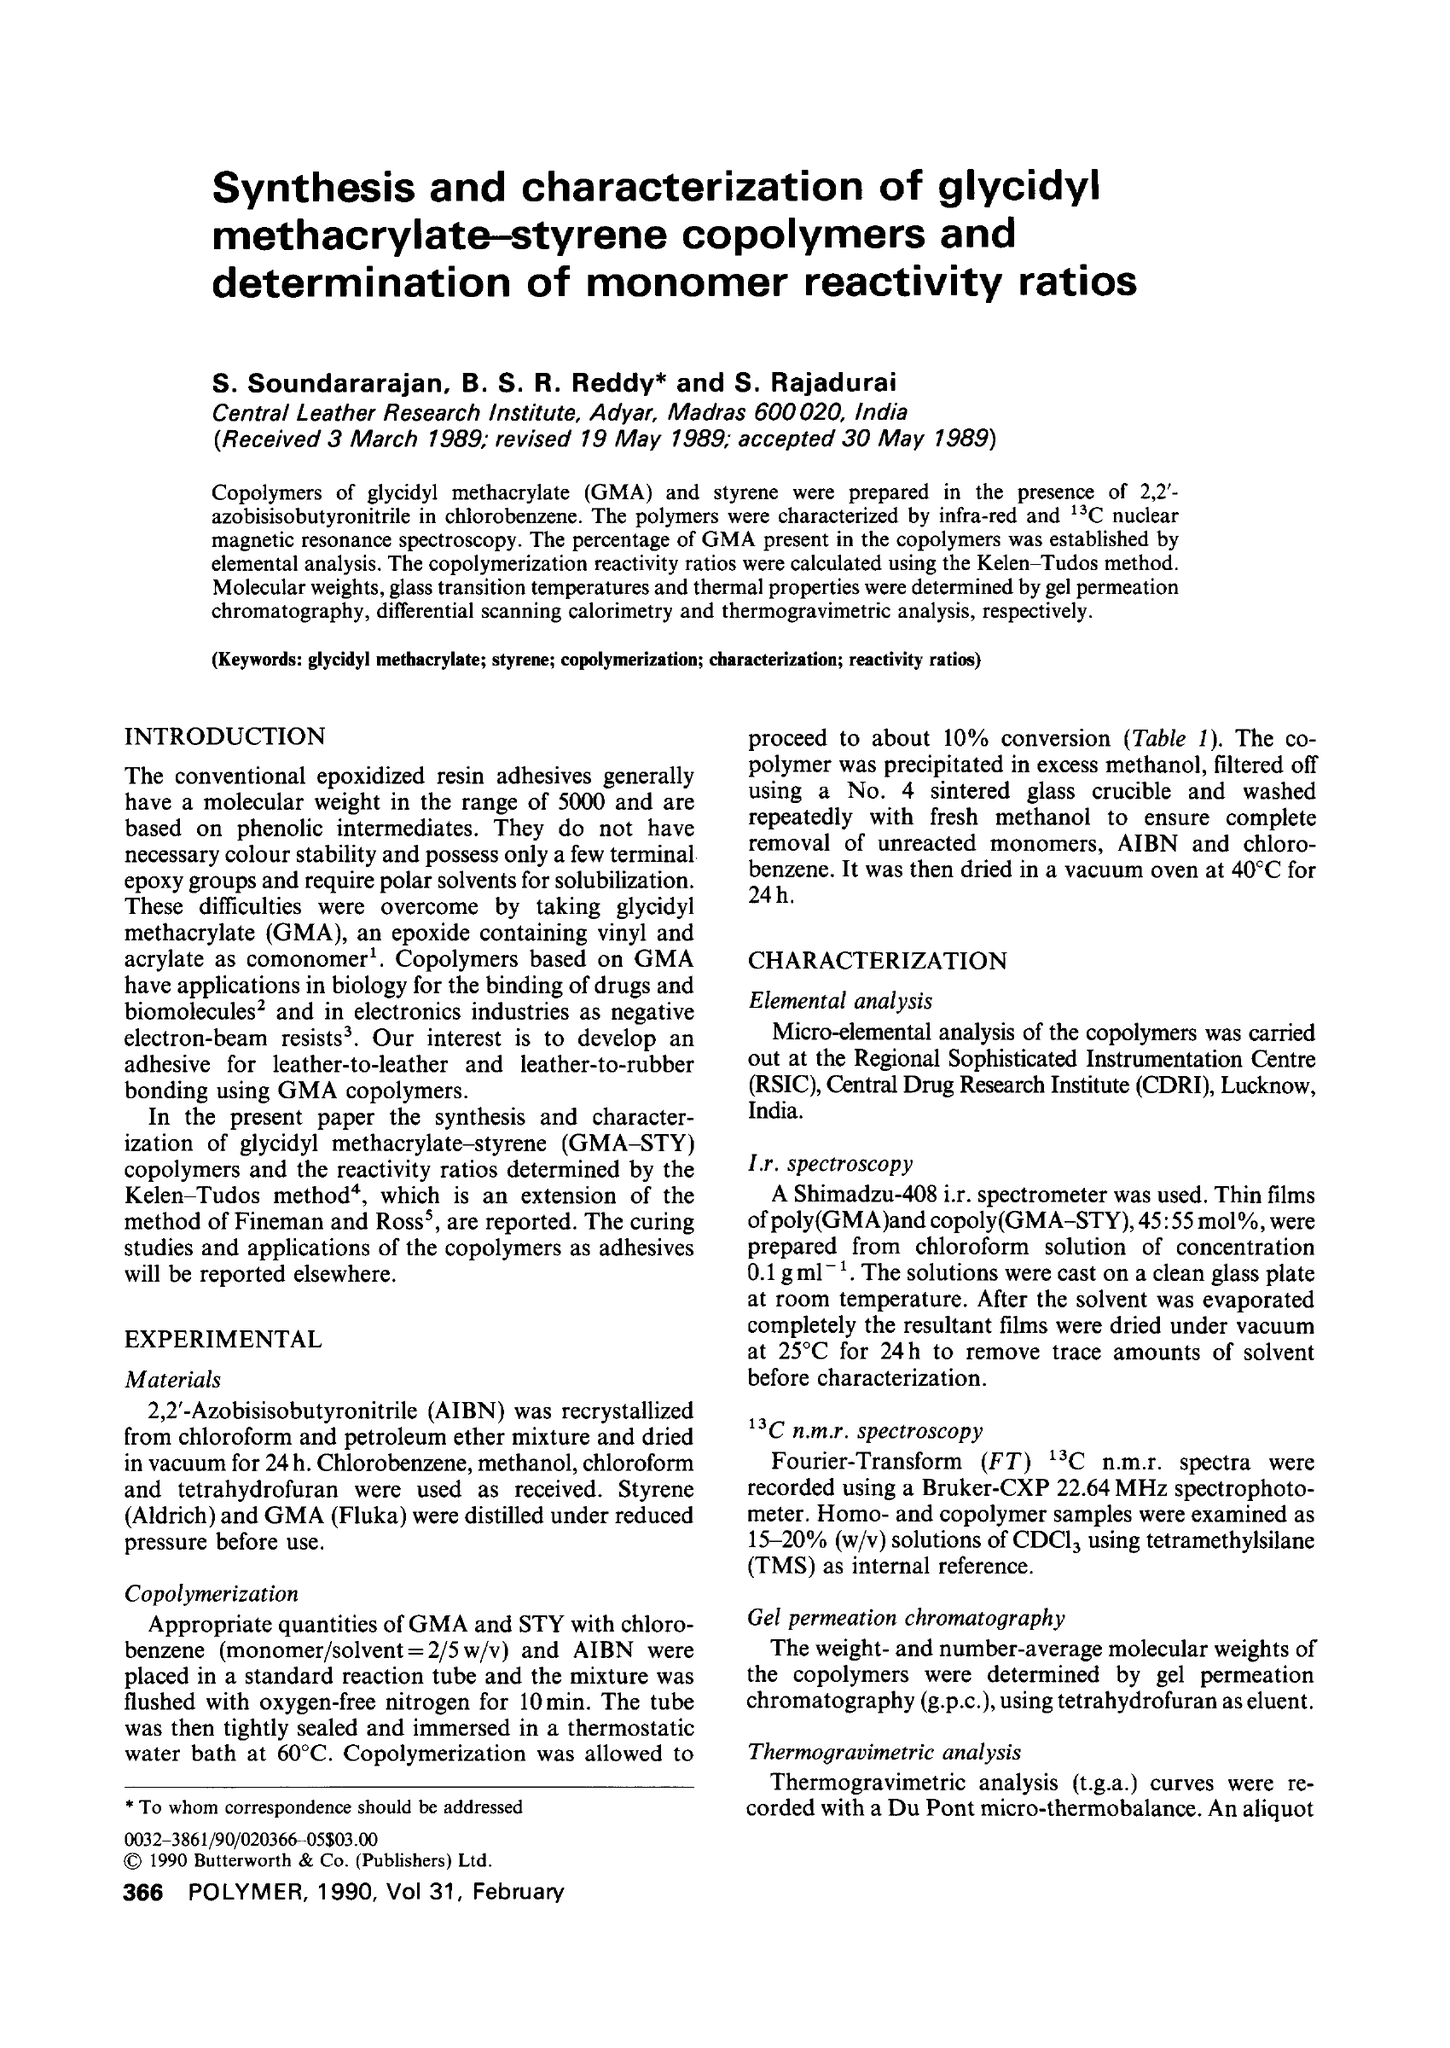 Synthesis and characterization of glycidyl
methacrylate–styrene copolymers and
determination of monomer reactivity ratios
S. Soundararajan, B. S. R. Reddy* and S. Rajadurai
Central Leather Research Institute, Adyar, Madras 600 020, India
(Received 3 March 1989; revised 19 May 1989; accepted 30 May 1989)
Copolymers of glycidyl methacrylate (GMA) and styrene were prepared in the presence of 2,2′-
azobisisobutyronitrile in chlorobenzene. The polymers were characterized by infra-red and ¹³C nuclear
magnetic resonance spectroscopy. The percentage of GMA present in the copolymers was established by
elemental analysis. The copolymerization reactivity ratios were calculated using the Kelen–Tudos method.
Molecular weights, glass transition temperatures and thermal properties were determined by gel permeation
chromatography, differential scanning calorimetry and thermogravimetric analysis, respectively.
(Keywords: glycidyl methacrylate; styrene; copolymerization; characterization; reactivity ratios)
INTRODUCTION
The conventional epoxidized resin adhesives generally
have a molecular weight in the range of 5000 and are
based on phenolic intermediates. They do not have
necessary colour stability and possess only a few terminal
epoxy groups and require polar solvents for solubilization.
These difficulties were overcome by taking glycidyl
methacrylate (GMA), an epoxide containing vinyl and
acrylate as comonomer¹. Copolymers based on GMA
have applications in biology for the binding of drugs and
biomolecules² and in electronics industries as negative
electron-beam resists³. Our interest is to develop an
adhesive for leather-to-leather and leather-to-rubber
bonding using GMA copolymers.
In the present paper the synthesis and character-
ization of glycidyl methacrylate–styrene (GMA–STY)
copolymers and the reactivity ratios determined by the
Kelen–Tudos method⁴, which is an extension of the
method of Fineman and Ross⁵, are reported. The curing
studies and applications of the copolymers as adhesives
will be reported elsewhere.
EXPERIMENTAL
Materials
2,2′-Azobisisobutyronitrile (AIBN) was recrystallized
from chloroform and petroleum ether mixture and dried
in vacuum for 24 h. Chlorobenzene, methanol, chloroform
and tetrahydrofuran were used as received. Styrene
(Aldrich) and GMA (Fluka) were distilled under reduced
pressure before use.
Copolymerization
Appropriate quantities of GMA and STY with chloro-
benzene (monomer/solvent = 2/5 w/v) and AIBN were
placed in a standard reaction tube and the mixture was
flushed with oxygen-free nitrogen for 10 min. The tube
was then tightly sealed and immersed in a thermostatic
water bath at 60°C. Copolymerization was allowed to
* To whom correspondence should be addressed
0032–3861/90/020366–05$03.00
© 1990 Butterworth & Co. (Publishers) Ltd.
366 POLYMER, 1990, Vol 31, February
proceed to about 10% conversion (Table 1). The co-
polymer was precipitated in excess methanol, filtered off
using a No. 4 sintered glass crucible and washed
repeatedly with fresh methanol to ensure complete
removal of unreacted monomers, AIBN and chloro-
benzene. It was then dried in a vacuum oven at 40°C for
24 h.
CHARACTERIZATION
Elemental analysis
Micro-elemental analysis of the copolymers was carried
out at the Regional Sophisticated Instrumentation Centre
(RSIC), Central Drug Research Institute (CDRI), Lucknow,
India.
I.r. spectroscopy
A Shimadzu-408 i.r. spectrometer was used. Thin films
of poly(GMA)and copoly(GMA–STY), 45:55 mol%, were
prepared from chloroform solution of concentration
0.1 g ml⁻¹. The solutions were cast on a clean glass plate
at room temperature. After the solvent was evaporated
completely the resultant films were dried under vacuum
at 25°C for 24 h to remove trace amounts of solvent
before characterization.
¹³C n.m.r. spectroscopy
Fourier-Transform (FT) ¹³C n.m.r. spectra were
recorded using a Bruker-CXP 22.64 MHz spectrophoto-
meter. Homo- and copolymer samples were examined as
15–20% (w/v) solutions of CDCl₃ using tetramethylsilane
(TMS) as internal reference.
Gel permeation chromatography
The weight- and number-average molecular weights of
the copolymers were determined by gel permeation
chromatography (g.p.c.), using tetrahydrofuran as eluent.
Thermogravimetric analysis
Thermogravimetric analysis (t.g.a.) curves were re-
corded with a Du Pont micro-thermobalance. An aliquot